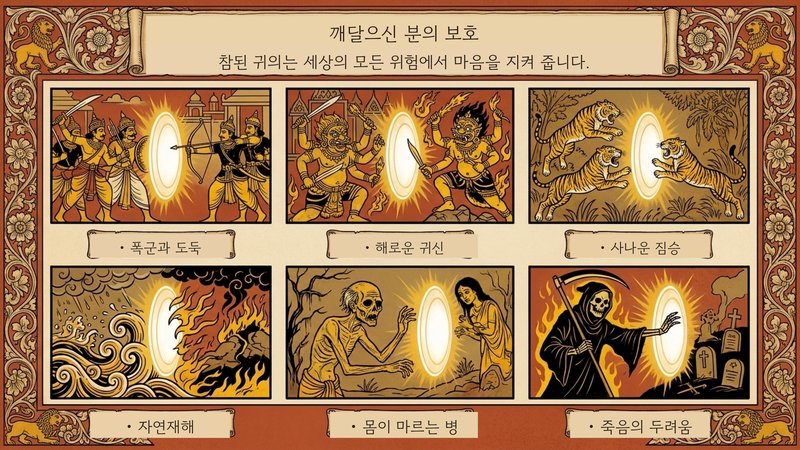 깨달으신 분의 보호
참된 귀의는 세상의 모든 위험에서 마음을 지켜 줍니다.
• 폭군과 도둑
• 해로운 귀신
• 사나운 짐승
• 자연재해
• 몸이 마르는 병
• 죽음의 두려움